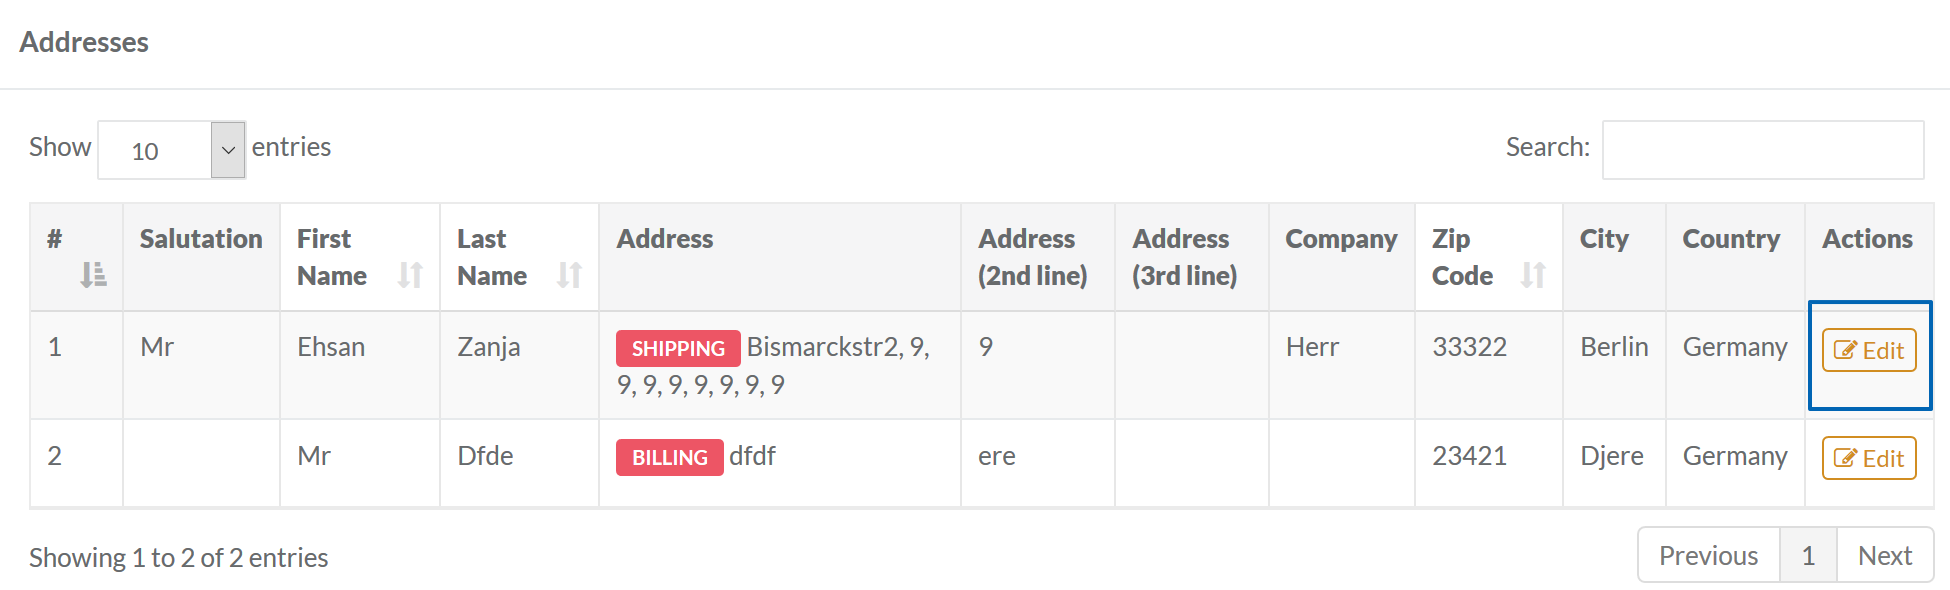 Addresses
Show 10 entries Search:
# Salutation First Name Last Name Address Address (2nd line) Address (3rd line) Company Zip Code City Country Actions
1 Mr Ehsan Zanja SHIPPING Bismarckstr2, 9, 9 Herr 33322 Berlin Germany Edit
9, 9, 9, 9, 9, 9, 9
2 Mr Dfde BILLING dfdf ere 23421 Djere Germany Edit
Showing 1 to 2 of 2 entries Previous 1 Next